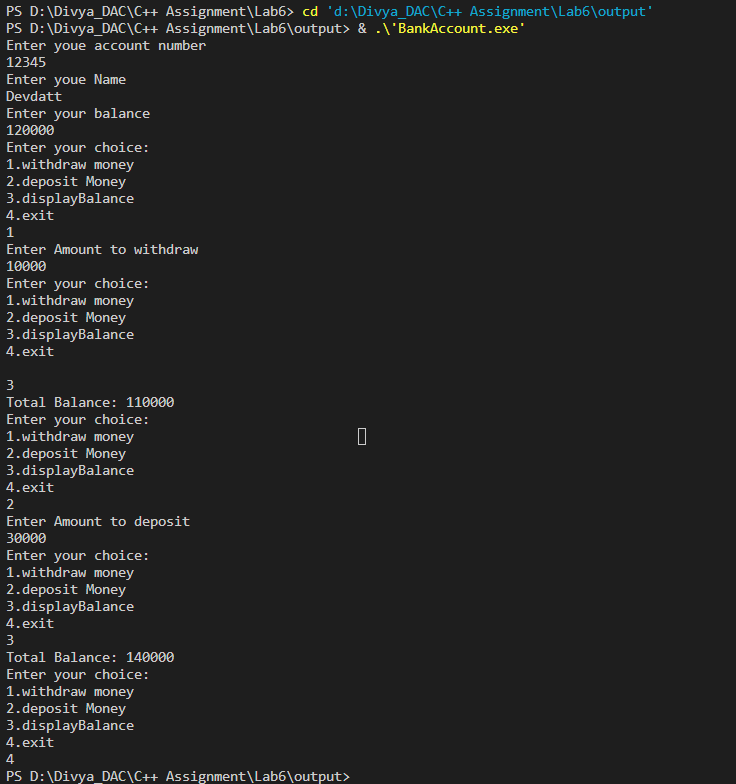 PS D:\Divya_DAC\C++ Assignment\Lab6> cd 'd:\Divya_DAC\C++ Assignment\Lab6\output'
PS D:\Divya_DAC\C++ Assignment\Lab6\output> & .\'BankAccount.exe'
Enter youe account number
12345
Enter youe Name
Devdatt
Enter your balance
120000
Enter your choice:
1.withdraw money
2.deposit Money
3.displayBalance
4.exit
1
Enter Amount to withdraw
10000
Enter your choice:
1.withdraw money
2.deposit Money
3.displayBalance
4.exit

3
Total Balance: 110000
Enter your choice:
1.withdraw money
2.deposit Money
3.displayBalance
4.exit
2
Enter Amount to deposit
30000
Enter your choice:
1.withdraw money
2.deposit Money
3.displayBalance
4.exit
3
Total Balance: 140000
Enter your choice:
1.withdraw money
2.deposit Money
3.displayBalance
4.exit
4
PS D:\Divya_DAC\C++ Assignment\Lab6\output>